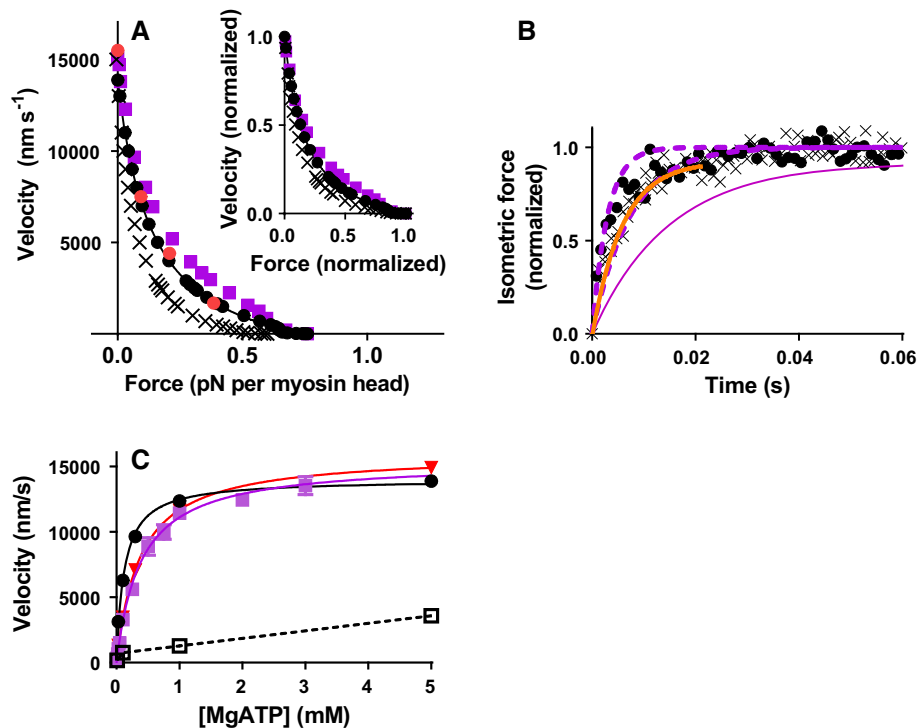 A
15000
10000
5000
Velocity (nm s-1)
0.0
0.5
1.0
Force (pN per myosin head)
1.0
0.5
0.0
Velocity (normalized)
0.0
0.5
1.0
Force (normalized)
B
1.0
0.5
0.0
Isometric force
(normalized)
0.00
0.02
0.04
0.06
Time (s)
C
15000
10000
5000
0
Velocity (nm/s)
0
1
2
3
4
5
[MgATP] (mM)